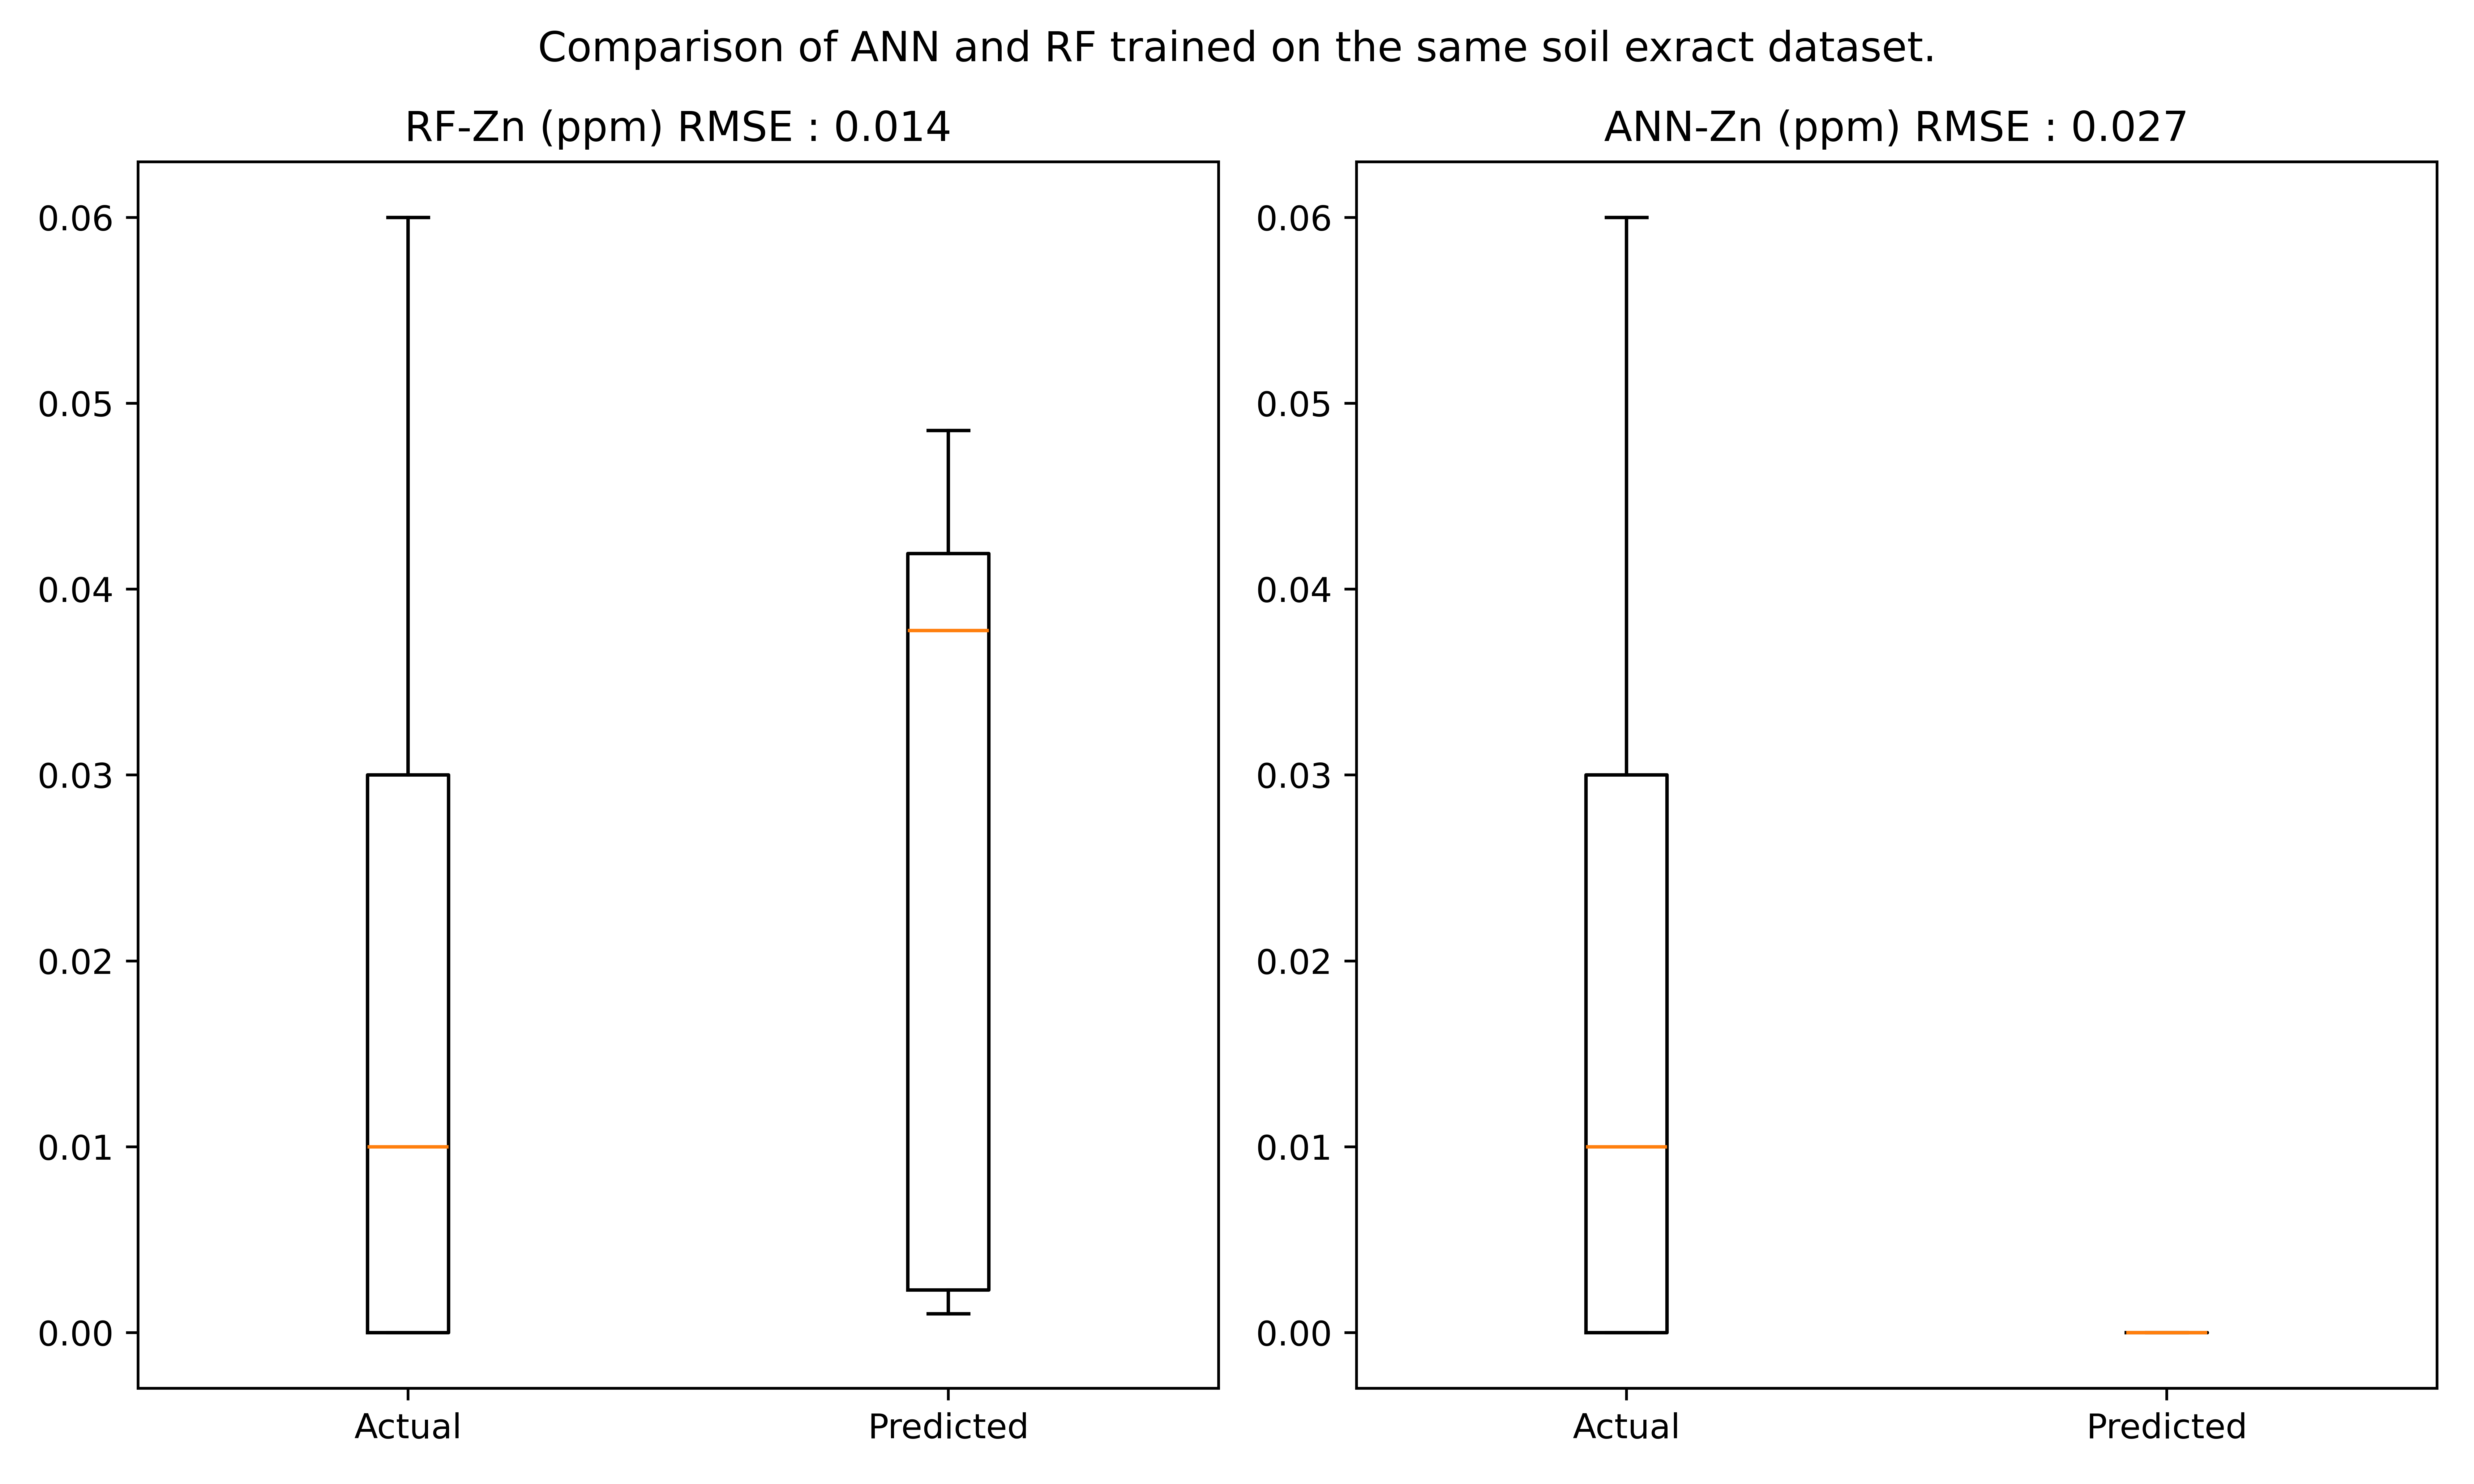 Comparison of ANN and RF trained on the same soil exract dataset.
RF-Zn (ppm) RMSE : 0.014
0.06
0.05
0.04
0.03
0.02
0.01
0.00
Actual Predicted
ANN-Zn (ppm) RMSE : 0.027
0.06
0.05
0.04
0.03
0.02
0.01
0.00
Actual Predicted